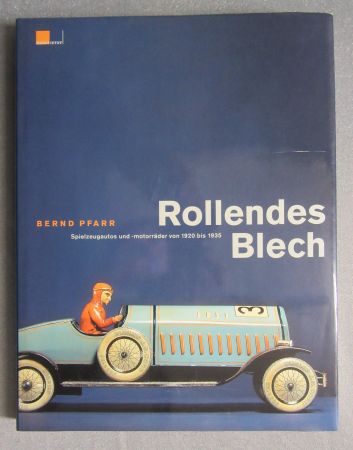 BERND PFARR
Rollendes
Spielzeugautos und -motorräder von 1920 bis 1935
Blech
3